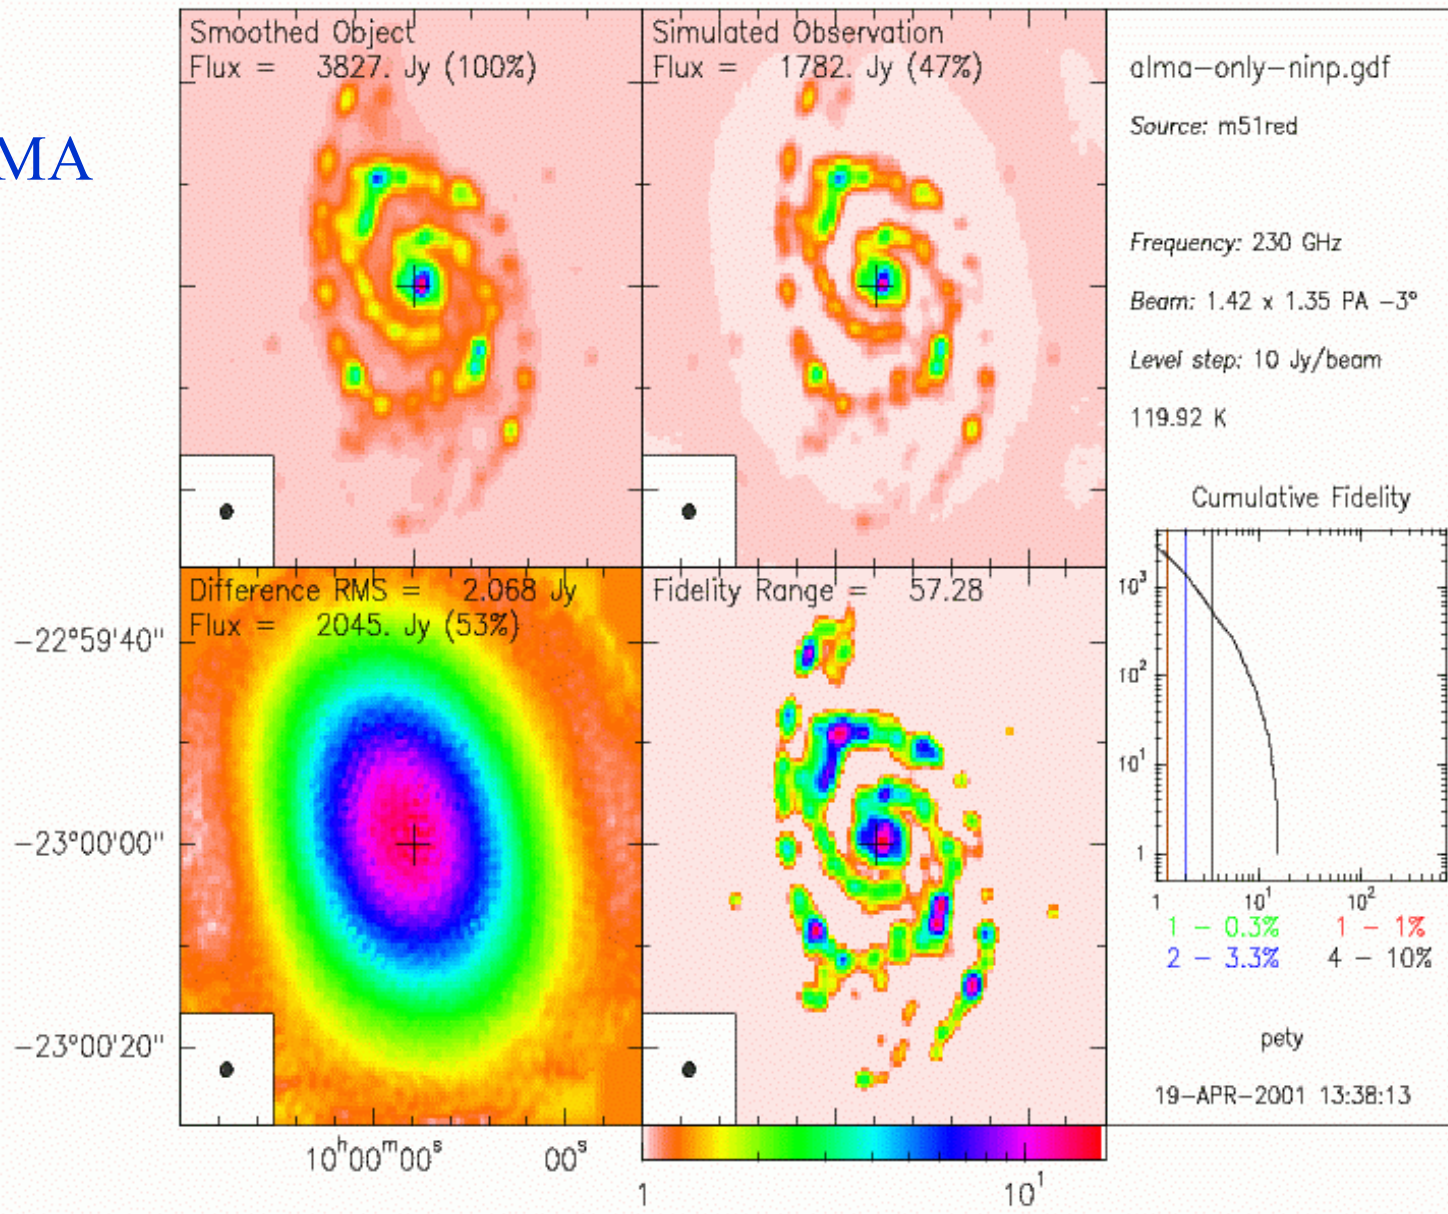 MA
Smoothed Object
Flux = 3827. Jy (100%)
Simulated Observation
Flux = 1782. Jy (47%)
alma-only-ninp.gdf
Source: m51red
Frequency: 230 GHz
Beam: 1.42 x 1.35 PA -3°
Level step: 10 Jy/beam
119.92 K
Difference RMS = 2.068 Jy
Flux = 2045. Jy (53%)
Fidelity Range = 57.28
-22°59'40"
-23°00'00"
-23°00'20"
10h00m00s 00s
1 10¹
Cumulative Fidelity
10³
10²
10¹
1
1 10¹ 10²
1 - 0.3% 1 - 1%
2 - 3.3% 4 - 10%
pety
19-APR-2001 13:38:13